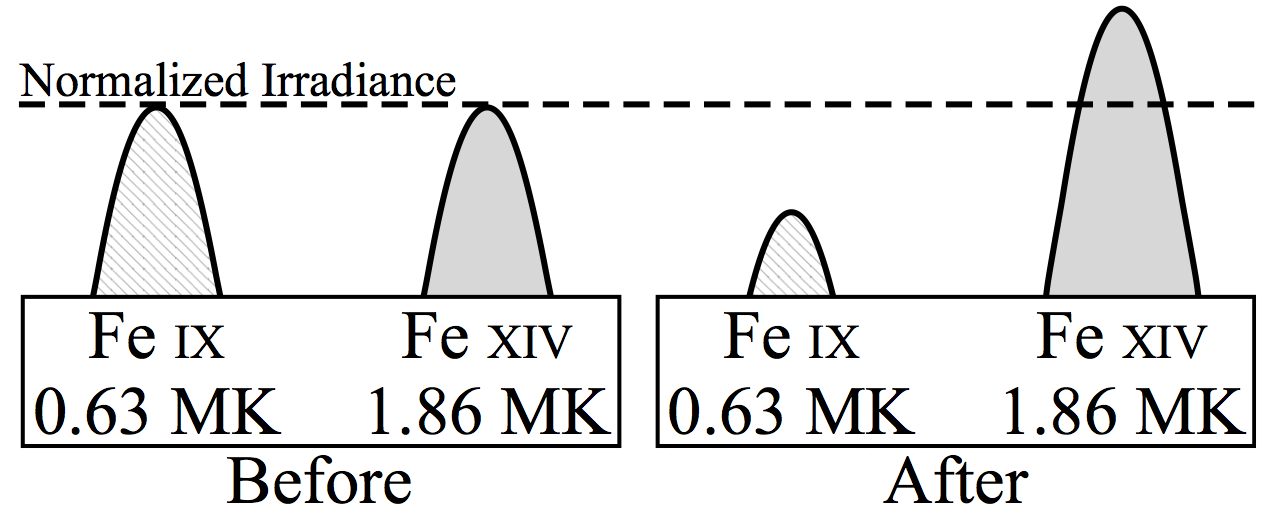 Normalized Irradiance
Fe IX Fe XIV
0.63 MK 1.86 MK
Before
Fe IX Fe XIV
0.63 MK 1.86 MK
After